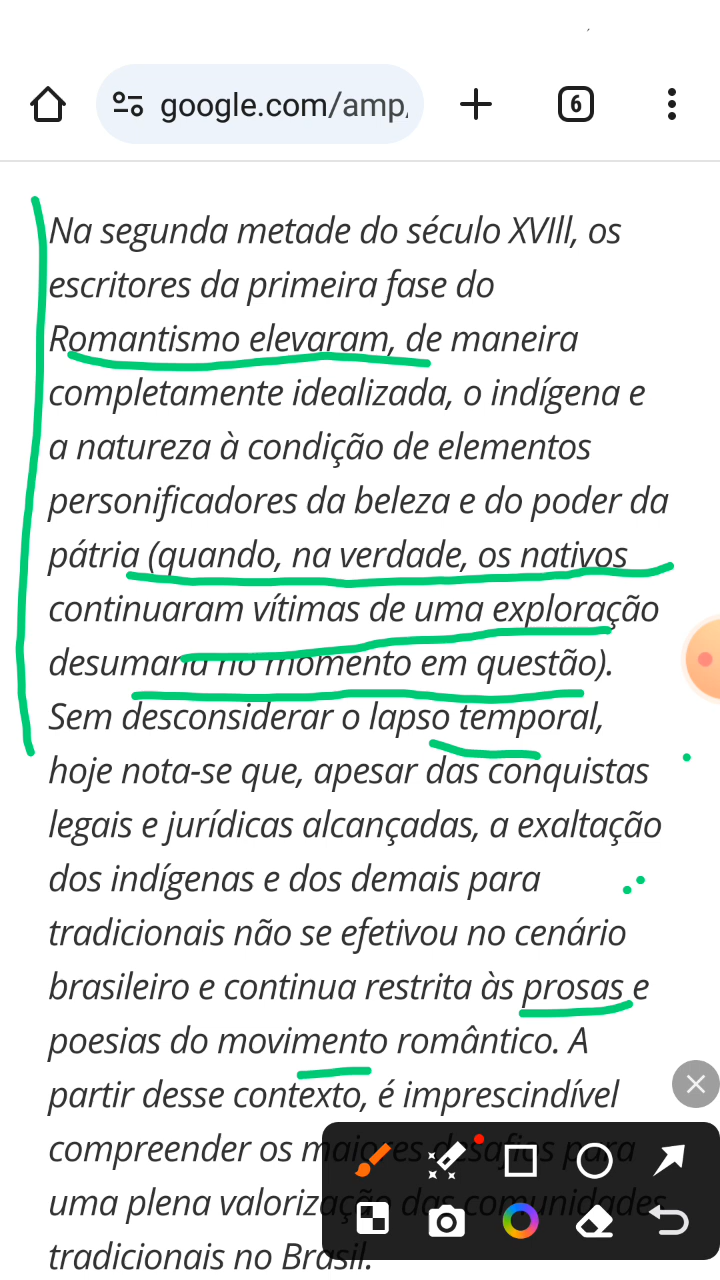 google.com/amp/
6
Na segunda metade do século XVIII, os
escritores da primeira fase do
Romantismo elevaram, de maneira
completamente idealizada, o indígena e
a natureza à condição de elementos
personificadores da beleza e do poder da
pátria (quando, na verdade, os nativos
continuaram vítimas de uma exploração
desumana no momento em questão).
Sem desconsiderar o lapso temporal,
hoje nota-se que, apesar das conquistas
legais e jurídicas alcançadas, a exaltação
dos indígenas e dos demais para
tradicionais não se efetivou no cenário
brasileiro e continua restrita às prosas e
poesias do movimento romântico. A
partir desse contexto, é imprescindível
compreender os maiores desafios para
uma plena valorização das comunidades
tradicionais no Brasil.